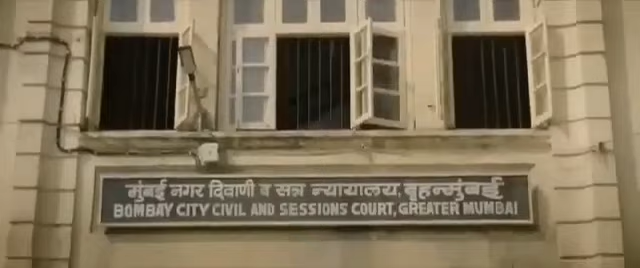 मुंबई नगर दिवाणी व सत्र न्यायालय, बृहन्मुंबई
BOMBAY CITY CIVIL AND SESSIONS COURT, GREATER MUMBAI